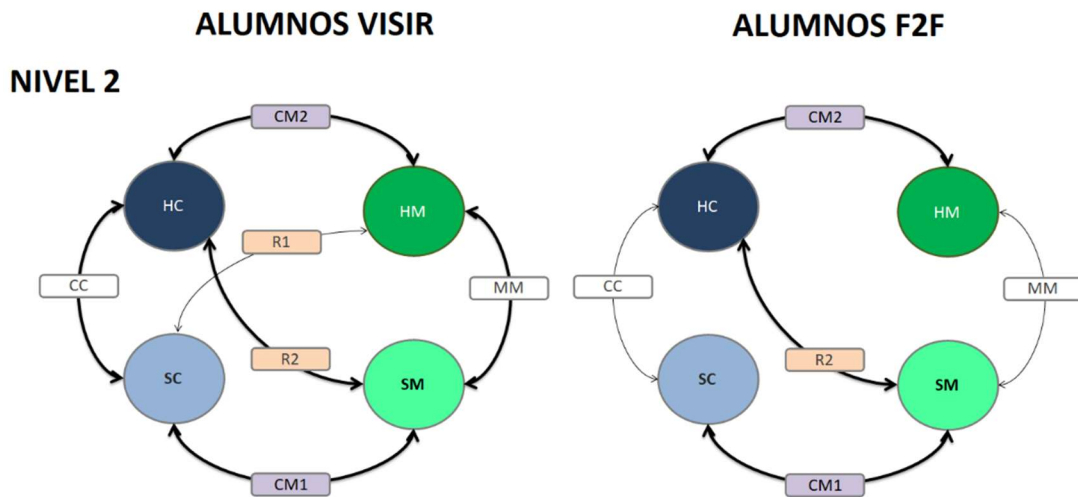 ALUMNOS VISIR
ALUMNOS F2F
NIVEL 2
CM2
HC
HM
R1
CC
MM
R2
SC
SM
CM1
CM2
HC
HM
CC
MM
R2
SC
SM
CM1